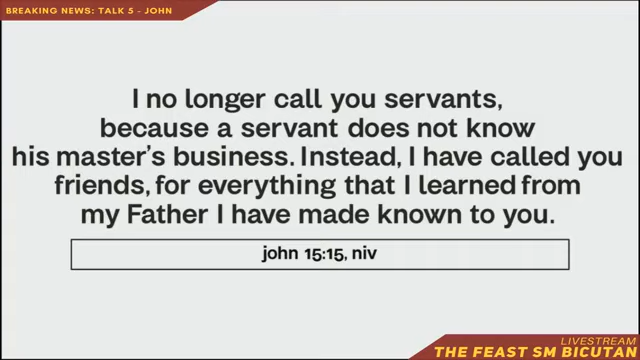 BREAKING NEWS: TALK 5 - JOHN
I no longer call you servants,
because a servant does not know
his master's business. Instead, I have called you
friends, for everything that I learned from
my Father I have made known to you.
john 15:15, niv
LIVESTREAM
THE FEAST SM BICUTAN